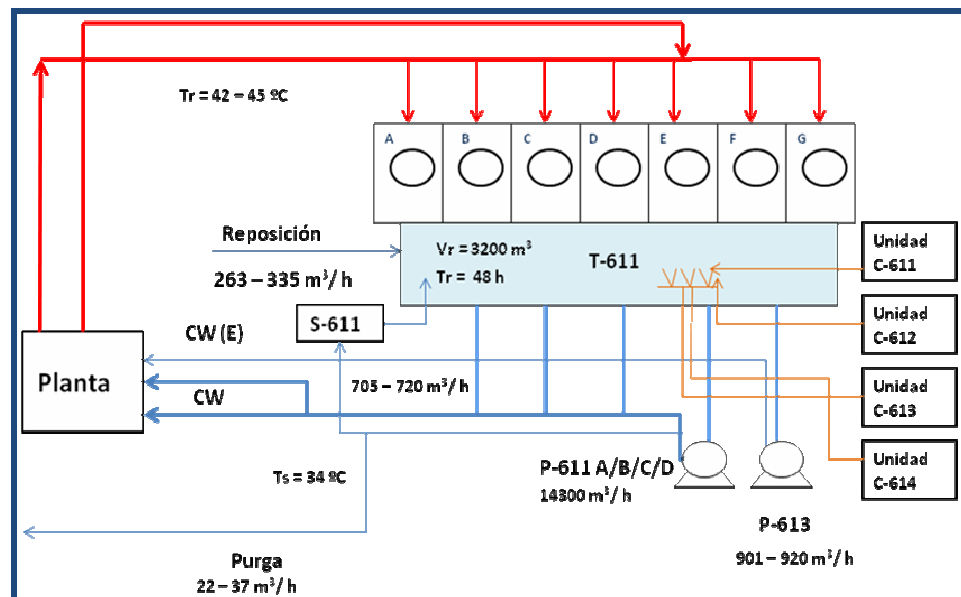 Tr = 42 – 45 ºC
A B C D E F G
Reposición
263 – 335 m³/ h
Vr = 3200 m³
Tr = 48 h
T-611
Unidad
C-611
S-611
Unidad
C-612
CW (E)
Planta
705 – 720 m³/ h
CW
Unidad
C-613
Ts = 34 ºC
P-611 A/B/C/D
14300 m³/ h
Unidad
C-614
P-613
901 – 920 m³/ h
Purga
22 – 37 m³/ h